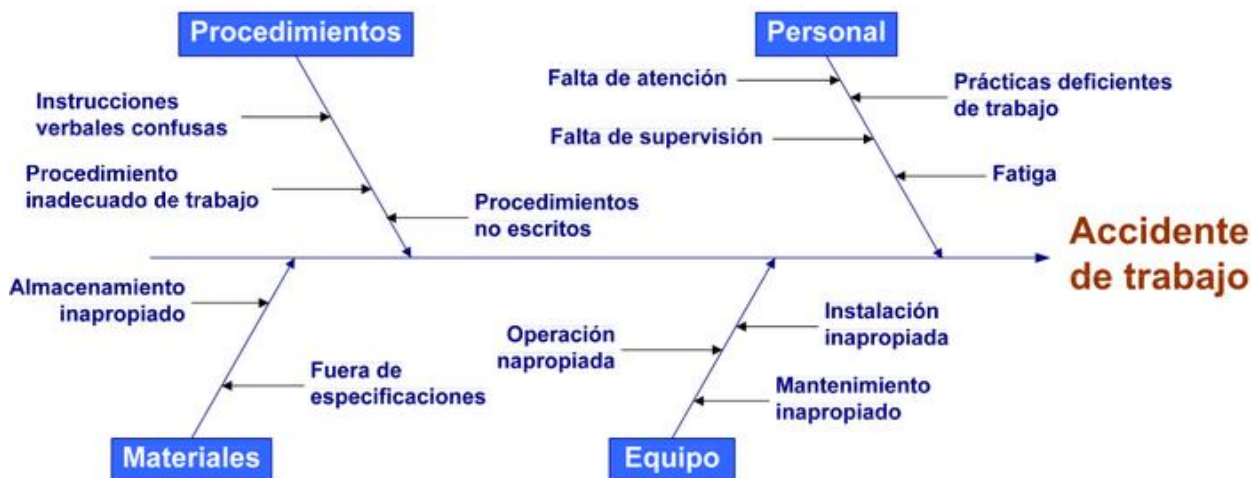 Procedimientos
Personal
Falta de atención
Prácticas deficientes
de trabajo
Instrucciones
verbales confusas
Falta de supervisión
Procedimiento
inadecuado de trabajo
Fatiga
Procedimientos
no escritos
Accidente
de trabajo
Almacenamiento
inapropiado
Instalación
inapropiada
Operación
napropiada
Fuera de
especificaciones
Mantenimiento
inapropiado
Materiales
Equipo